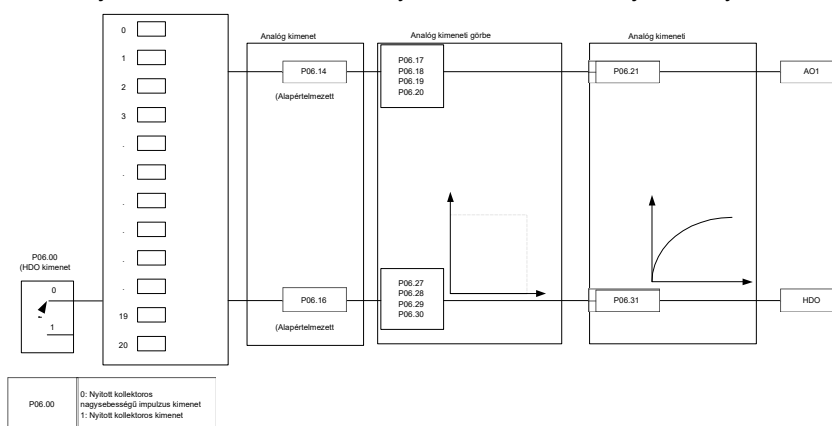 Analóg kimenet
Analóg kimeneti görbe
Analóg kimeneti
0
1
2
3
.
.
.
.
.
.
19
20
P06.14
(Alapértelmezett
P06.17
P06.18
P06.19
P06.20
P06.21
AO1
P06.00
(HDO kimenet
0
1
P06.16
(Alapértelmezett
P06.27
P06.28
P06.29
P06.30
P06.31
HDO
P06.00
0: Nyitott kollektoros
nagysebességű impulzus kimenet
1: Nyitott kollektoros kimenet